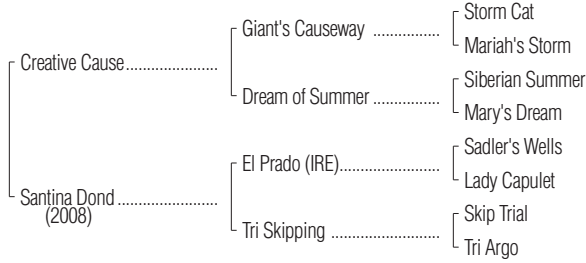 Storm Cat
Giant's Causeway ................
Mariah's Storm
Creative Cause......................
Siberian Summer
Dream of Summer ................
Mary's Dream
Sadler's Wells
El Prado (IRE)........................
Lady Capulet
Santina Dond ........................
(2008)
Skip Trial
Tri Skipping ..........................
Tri Argo